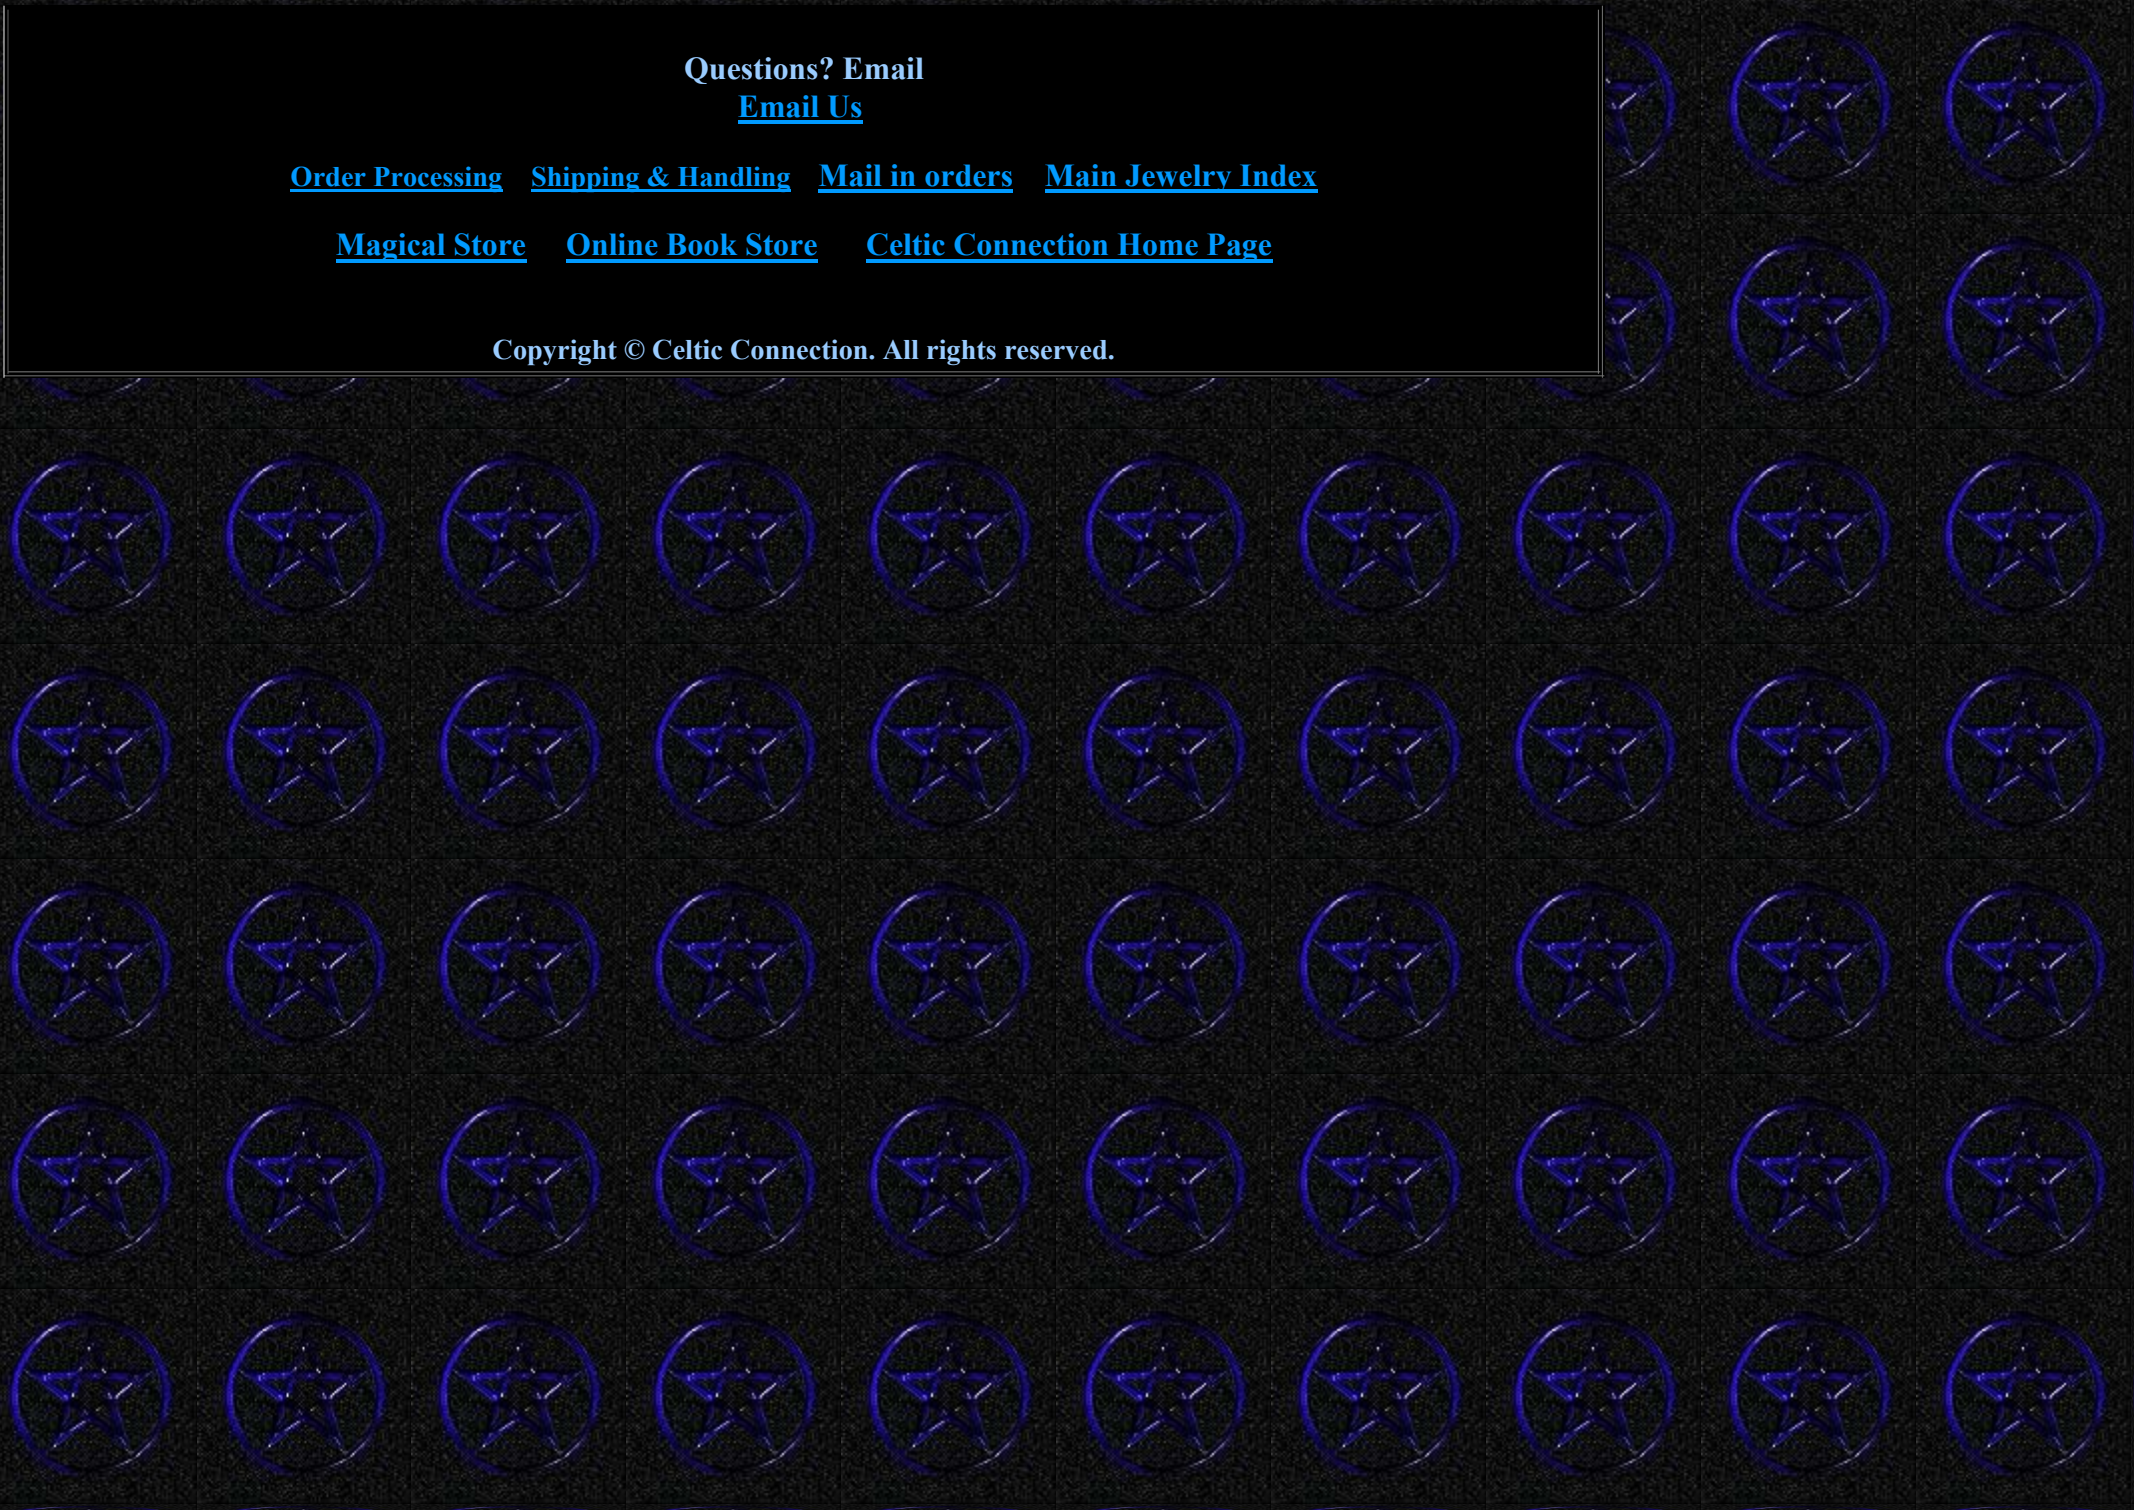 Questions? Email
Email Us
Order Processing Shipping & Handling Mail in orders Main Jewelry Index
Magical Store Online Book Store Celtic Connection Home Page
Copyright © Celtic Connection. All rights reserved.